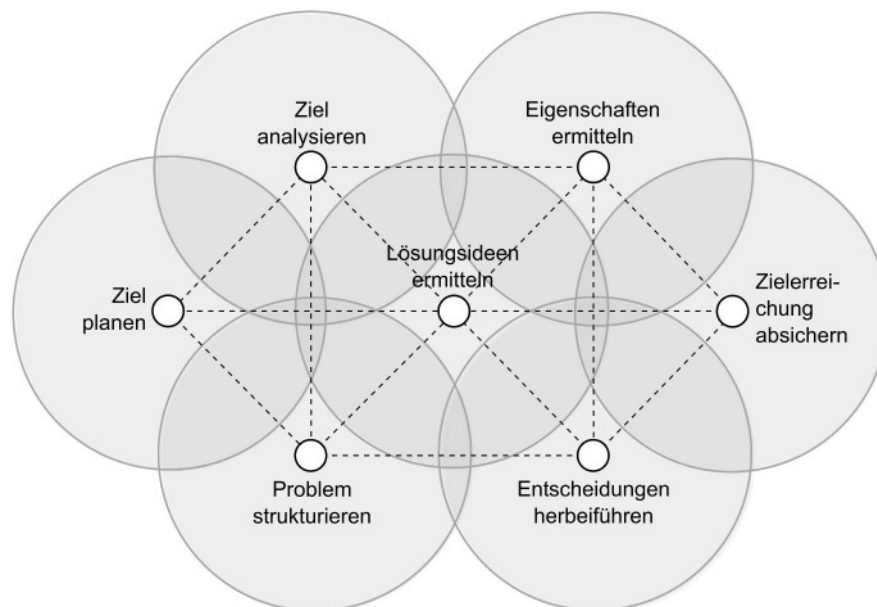 Ziel
analysieren
Eigenschaften
ermitteln
Lösungsideen
ermitteln
Ziel
planen
Zielerrei-
chung
absichern
Problem
strukturieren
Entscheidungen
herbeiführen